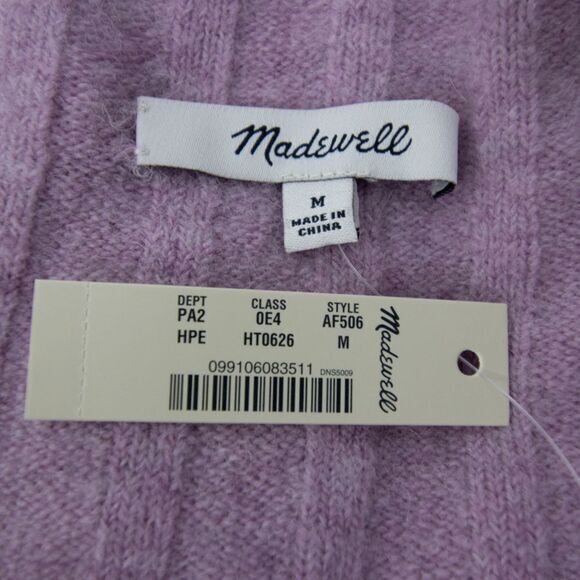 Madewell
M
MADE IN
CHINA
DEPT CLASS STYLE
PA2 0E4 AF506
HPE HT0626 M
099106083511 DNS5009
Madewell